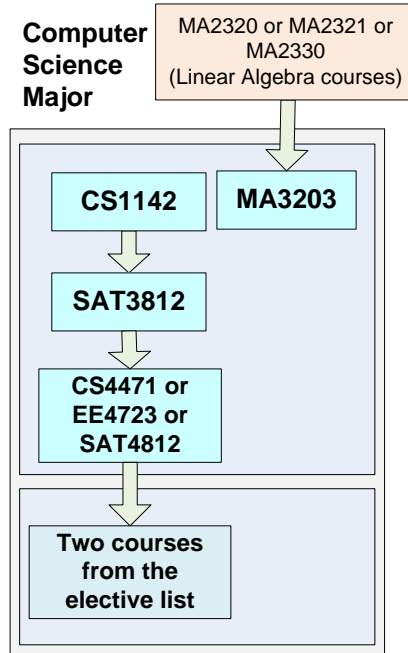 Computer
Science
Major
MA2320 or MA2321 or
MA2330
(Linear Algebra courses)
CS1142
MA3203
SAT3812
CS4471 or
EE4723 or
SAT4812
Two courses
from the
elective list